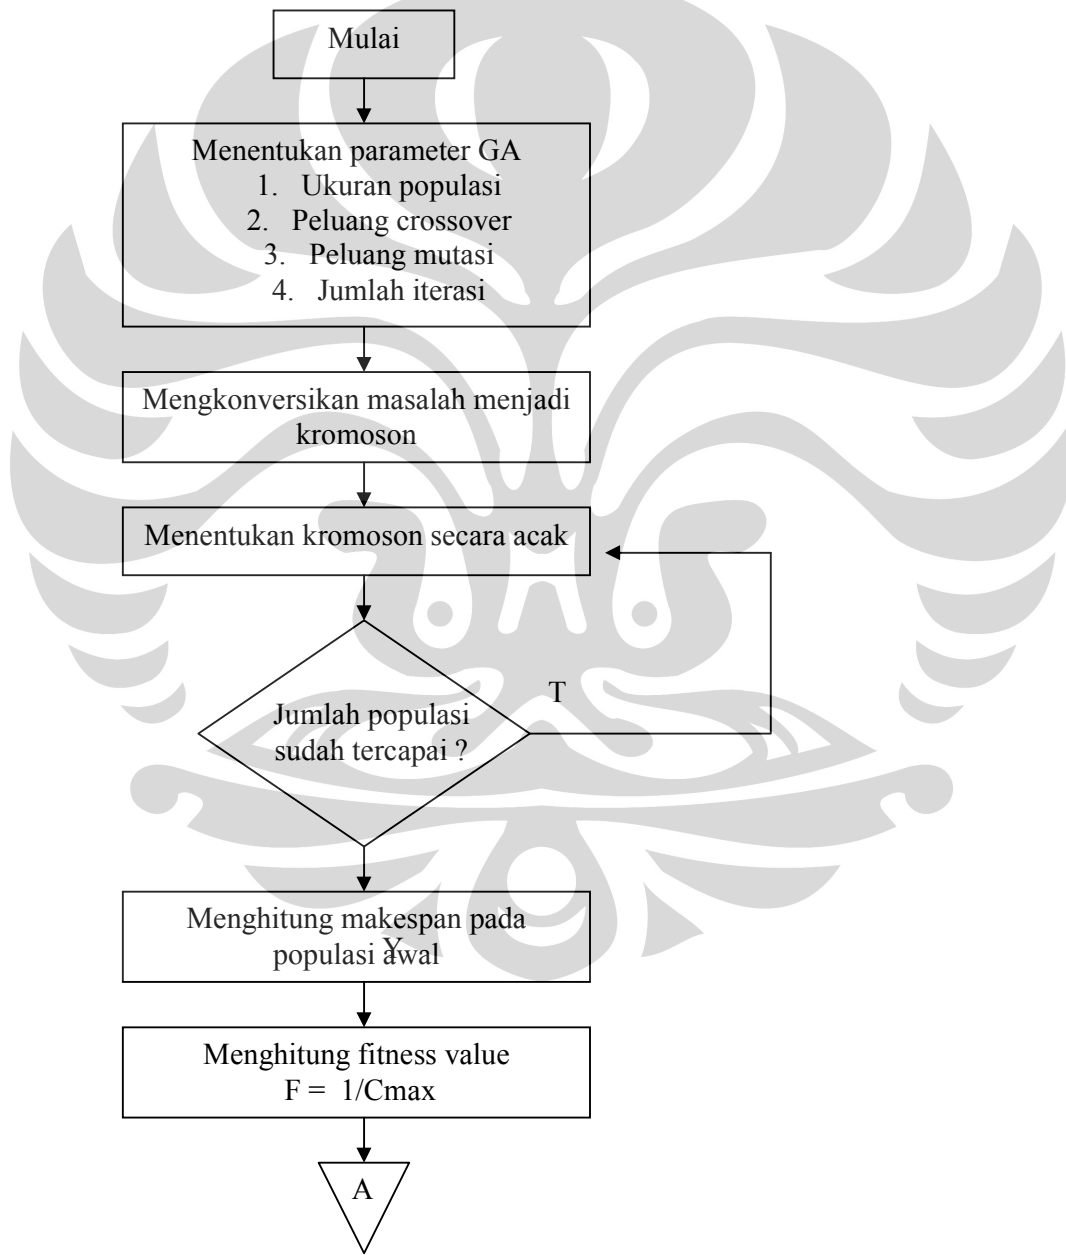 Mulai
Menentukan parameter GA
1. Ukuran populasi
2. Peluang crossover
3. Peluang mutasi
4. Jumlah iterasi
Mengkonversikan masalah menjadi
kromoson
Menentukan kromoson secara acak
T
Jumlah populasi
sudah tercapai ?
Menghitung makespan pada
Y
populasi awal
Menghitung fitness value
F = 1/Cmax
A